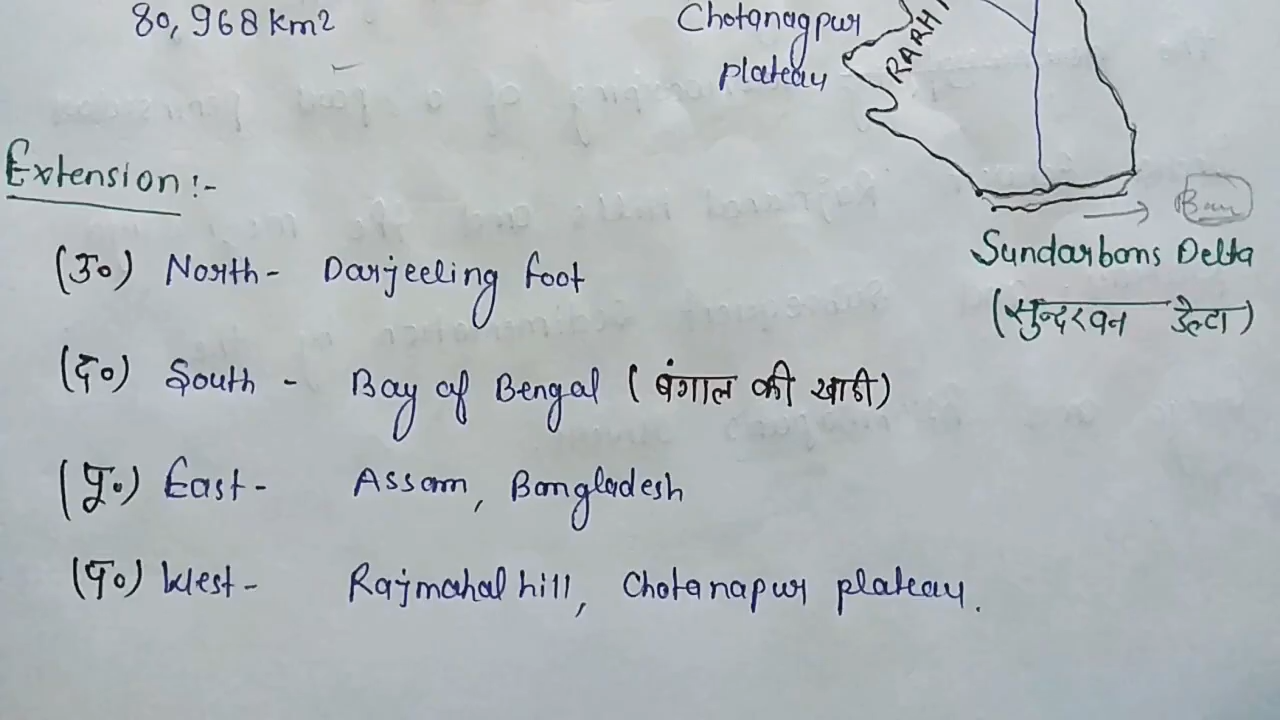 80,968 km2
Chotanagpur
plateau
RARH
Extension :-
Sundarbans Delta
(सुन्दरवन डेल्टा)
(उ०) North - Darjeeling foot
(द०) South - Bay of Bengal (बंगाल की खाडी)
(पू०) East - Assam, Bangladesh
(प०) West - Rajmahal hill, Chotanapur plateau.